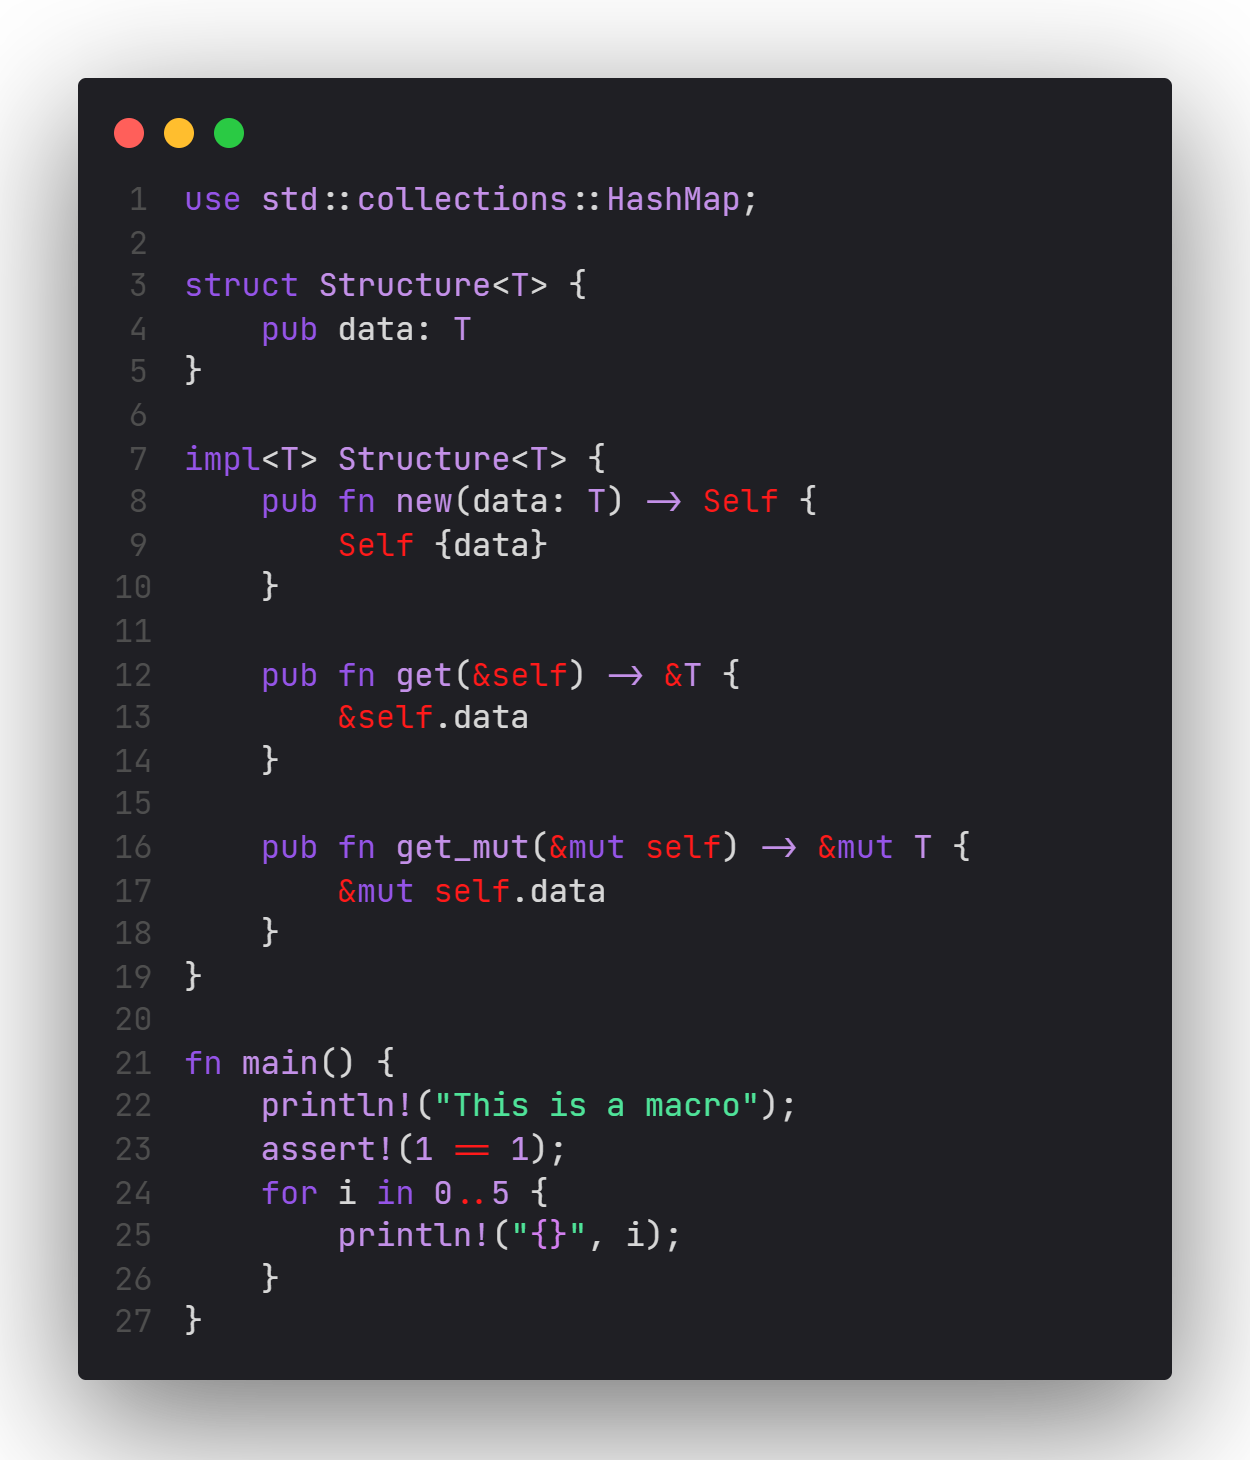 1 use std::collections::HashMap;
2
3 struct Structure<T> {
4     pub data: T
5 }
6
7 impl<T> Structure<T> {
8     pub fn new(data: T) -> Self {
9         Self {data}
10     }
11
12     pub fn get(&self) -> &T {
13         &self.data
14     }
15
16     pub fn get_mut(&mut self) -> &mut T {
17         &mut self.data
18     }
19 }
20
21 fn main() {
22     println!("This is a macro");
23     assert!(1 == 1);
24     for i in 0..5 {
25         println!("{}", i);
26     }
27 }